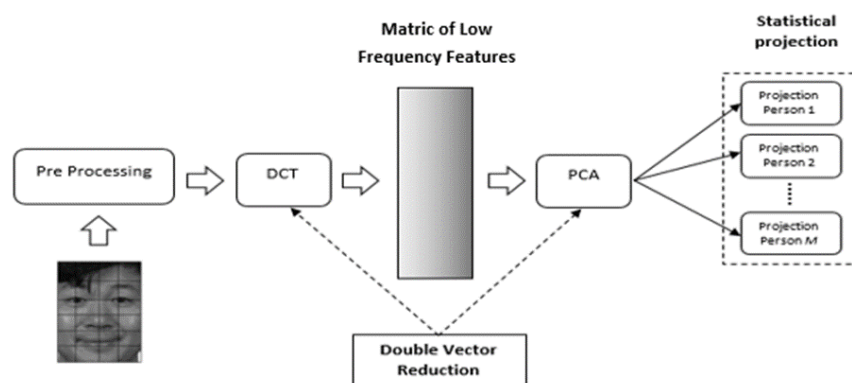 Matric of Low
Frequency Features
Statistical
projection
Pre Processing
DCT
PCA
Projection
Person 1
Projection
Person 2
Projection
Person M
Double Vector
Reduction